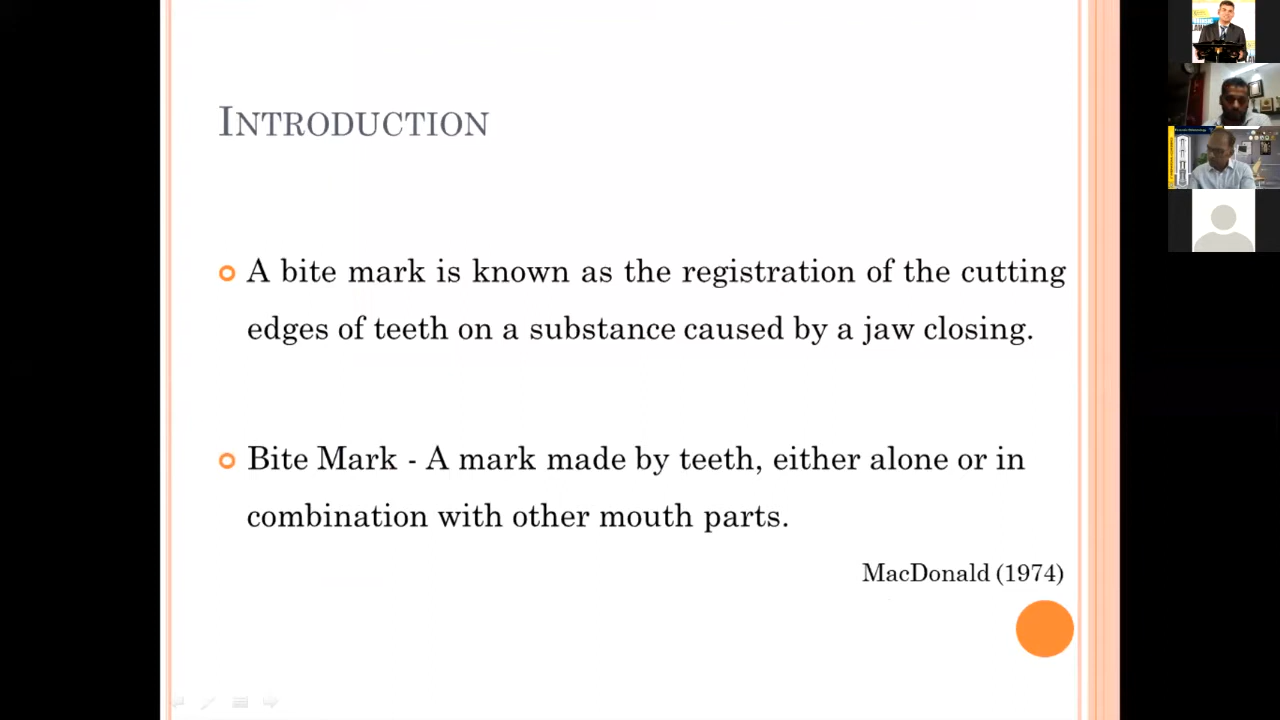 INTRODUCTION
A bite mark is known as the registration of the cutting
edges of teeth on a substance caused by a jaw closing.
Bite Mark - A mark made by teeth, either alone or in
combination with other mouth parts.
MacDonald (1974)